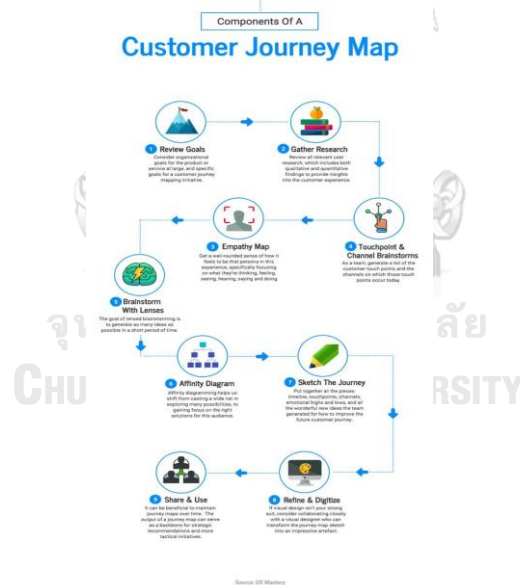 Components Of A
Customer Journey Map
1 Review Goals
Consider organizational
goals for the product or
service at large, and specific
goals for a customer journey
mapping initiative.
2 Gather Research
Review all relevant user
research, which includes both
qualitative and quantitative
findings to provide insights
into the customer experience.
3 Empathy Map
Get a well-rounded sense of how it
feels to be that persona in this
experience, specifically focusing
on what they're thinking, feeling,
seeing, hearing, saying and doing.
4 Touchpoint &
Channel Brainstorms
As a team, generate a list of the
customer touch points and the
channels on which those touch
points occur today.
5 Brainstorm
With Lenses
The goal of lensed brainstorming is
to generate as many ideas as
possible in a short period of time.
6 Affinity Diagram
Affinity diagramming helps us
shift from casting a wide net in
exploring many possibilities, to
gaining focus on the right
solutions for this audience.
7 Sketch The Journey
Put together all the pieces:
timeline, touchpoints, channels,
emotional highs and lows, and all
the wonderful new ideas the team
generated for how to improve the
future customer journey.
9 Share & Use
It can be beneficial to maintain
journey maps over time. The
output of a journey map can serve
as a backbone for strategic
recommendations and more
tactical initiatives.
8 Refine & Digitize
If visual design isn't your strong
suit, consider collaborating closely
with a visual designer who can
transform the journey map sketch
into an impressive artefact.
Source UX Mastery
จุ
ลัย
CHU
RSITY